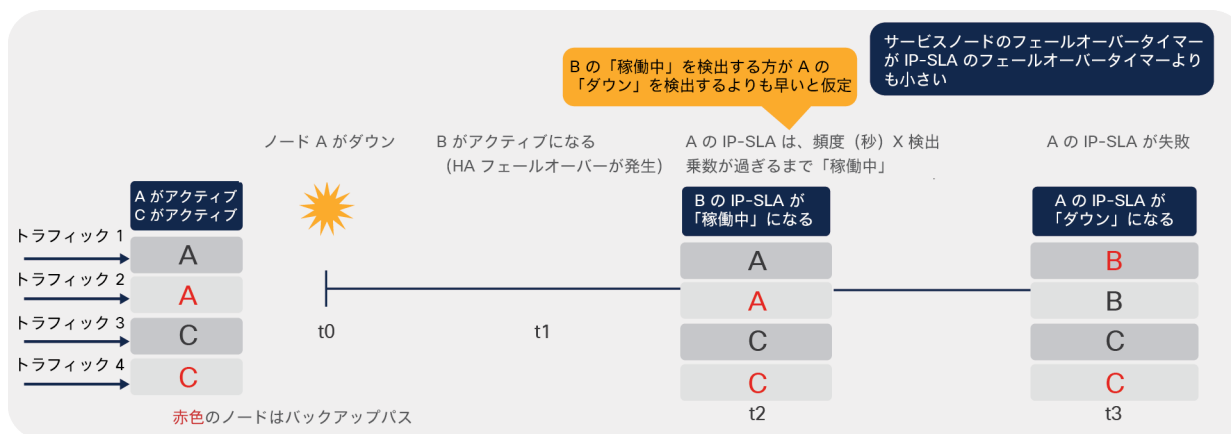 サービスノードのフェールオーバータイマー
が IP-SLA のフェールオーバータイマーより
も小さい
B の「稼働中」を検出する方が A の
「ダウン」を検出するよりも早いと仮定
ノード A がダウン
B がアクティブになる
(HA フェールオーバーが発生)
A の IP-SLA は、頻度（秒）X 検出
乗数が過ぎるまで「稼働中」
A の IP-SLA が失敗
A がアクティブ
C がアクティブ
B の IP-SLA が
「稼働中」になる
A の IP-SLA が
「ダウン」になる
トラフィック 1
A
A
B
トラフィック 2
A
A
B
トラフィック 3
C
C
C
トラフィック 4
C
C
C
t0
t1
t2
t3
赤色のノードはバックアップパス